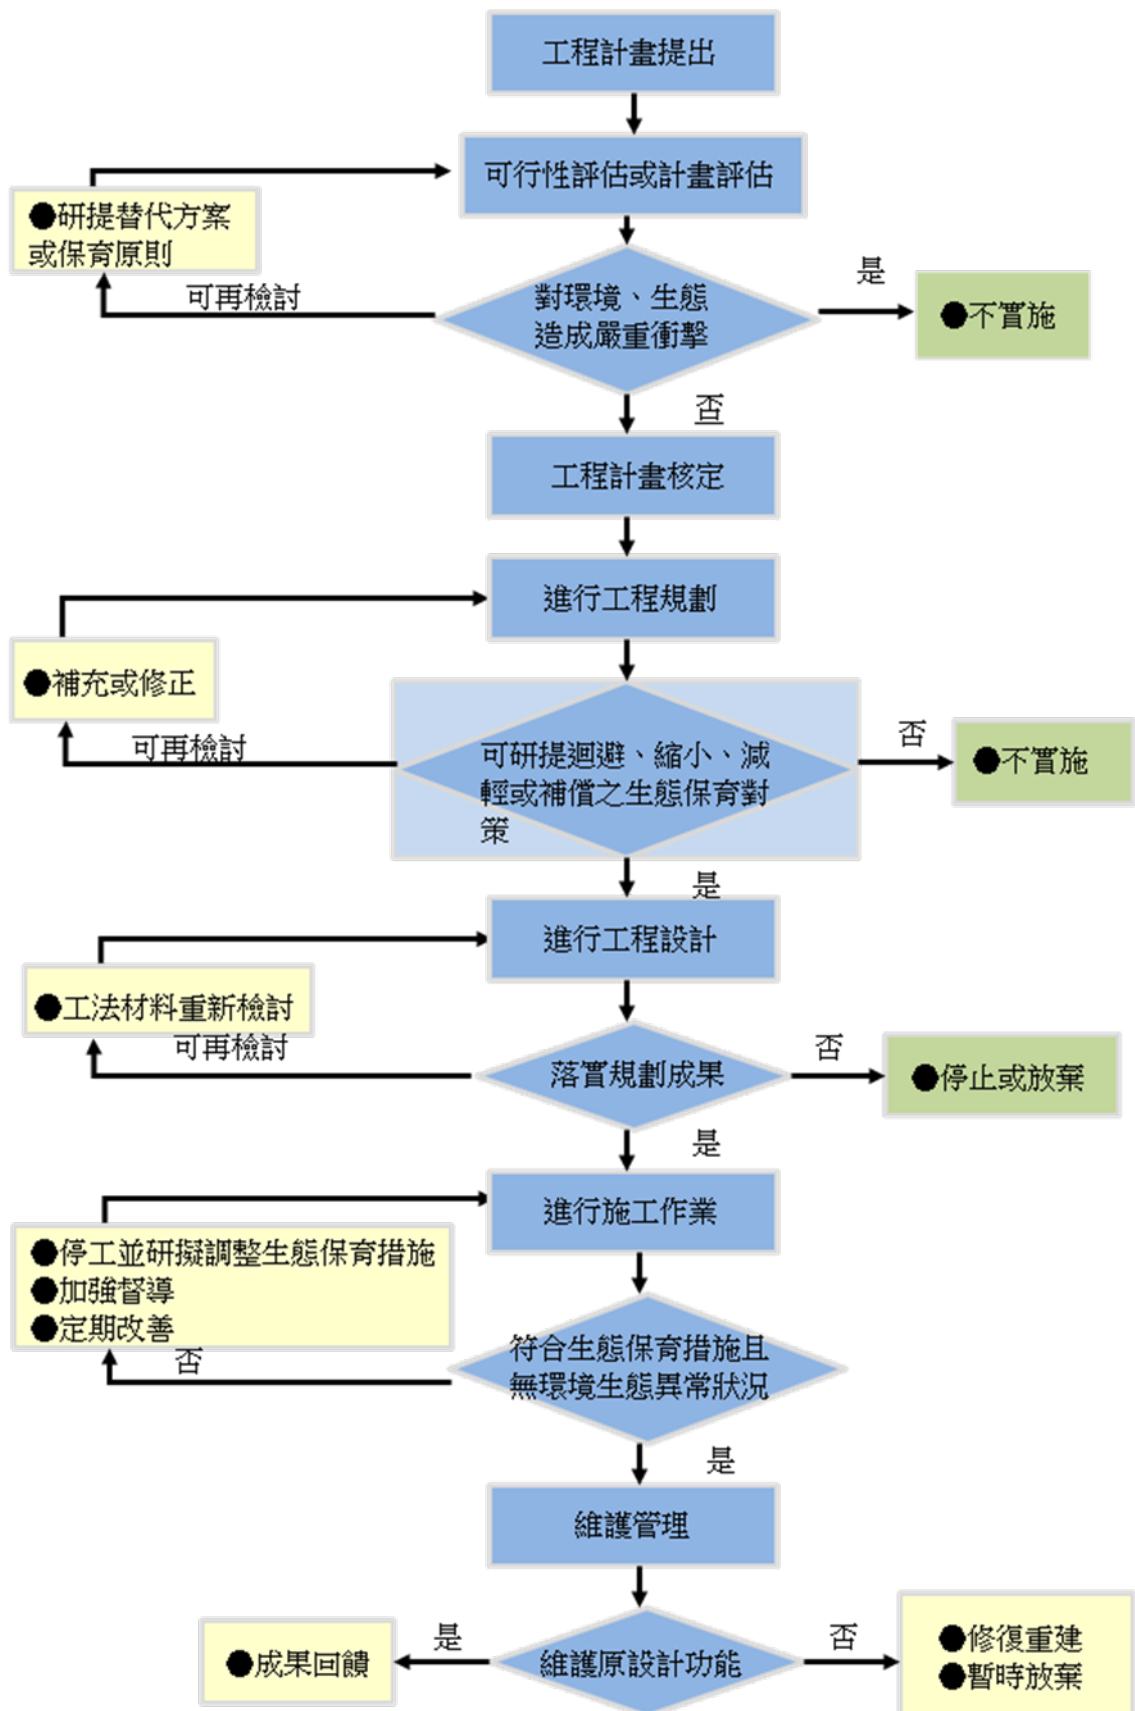 工程計畫提出
可行性評估或計畫評估
●研提替代方案
或保育原則
可再檢討
對環境、生態
造成嚴重衝擊
是
●不實施
否
工程計畫核定
進行工程規劃
●補充或修正
可再檢討
可研提迴避、縮小、減
輕或補償之生態保育對
策
否
●不實施
是
進行工程設計
●工法材料重新檢討
可再檢討
落實規劃成果
否
●停止或放棄
是
進行施工作業
●停工並研擬調整生態保育措施
●加強督導
●定期改善
否
符合生態保育措施且
無環境生態異常狀況
是
維護管理
●成果回饋
是
維護原設計功能
否
●修復重建
●暫時放棄